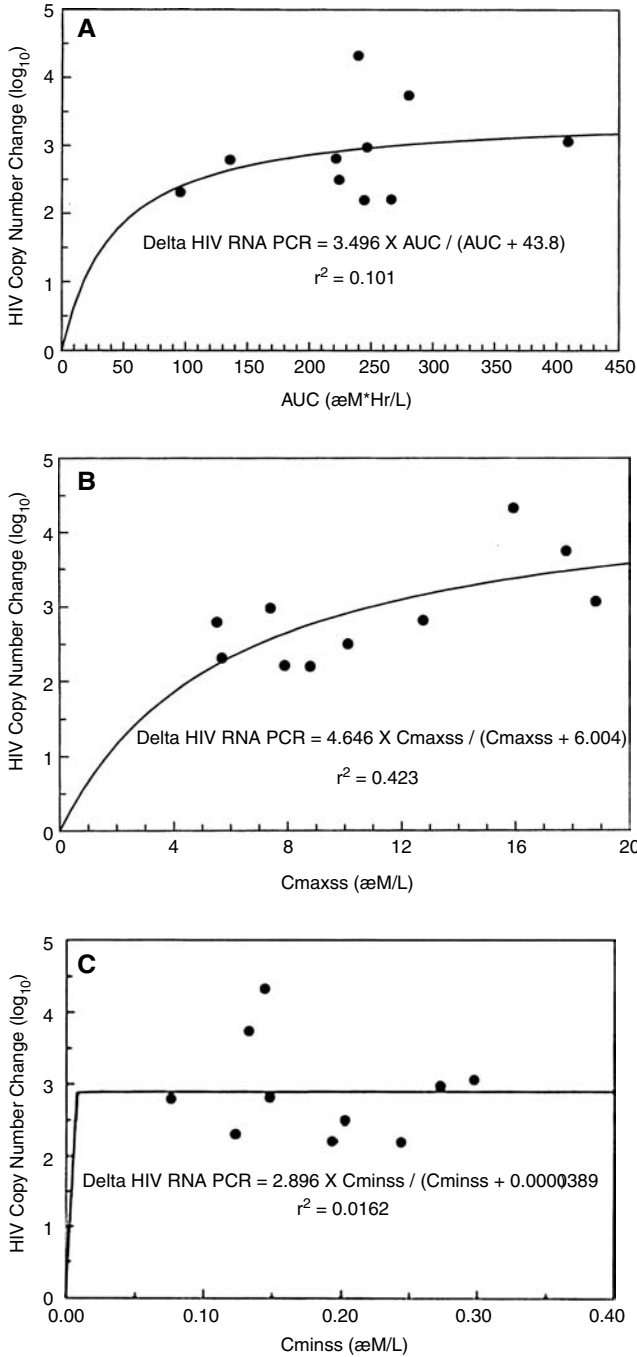 A
HIV Copy Number Change (log10)
5
4
3
2
1
0
Delta HIV RNA PCR = 3.496 X AUC / (AUC + 43.8)
r2 = 0.101
0 50 100 150 200 250 300 350 400 450
AUC (æM*Hr/L)
B
HIV Copy Number Change (log10)
5
4
3
2
1
0
Delta HIV RNA PCR = 4.646 X Cmaxss / (Cmaxss + 6.004)
r2 = 0.423
0 4 8 12 16 20
Cmaxss (æM/L)
C
HIV Copy Number Change (log10)
5
4
3
2
1
0
Delta HIV RNA PCR = 2.896 X Cminss / (Cminss + 0.0000389
r2 = 0.0162
0.00 0.10 0.20 0.30 0.40
Cminss (æM/L)